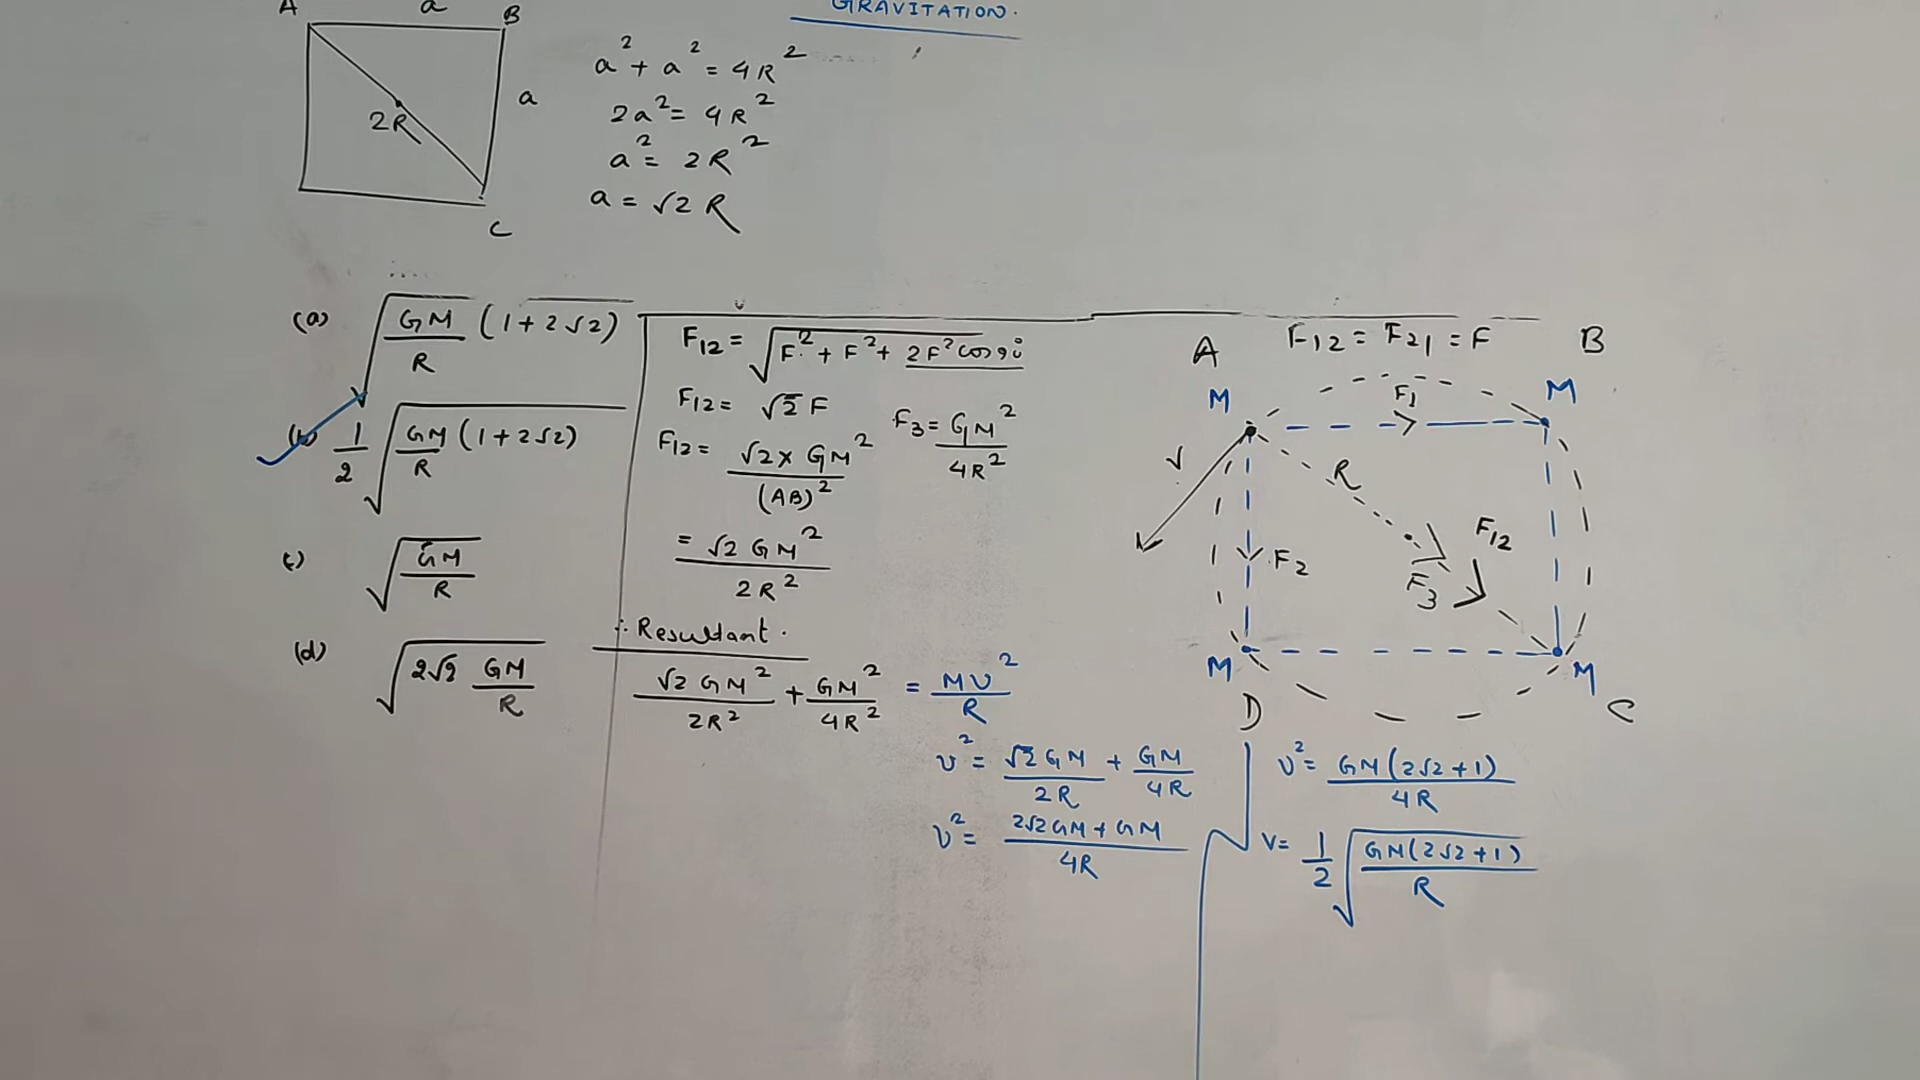 GRAVITATION.
A a B
a
2R
C
a² + a² = 4R²
2a² = 4R²
a² = 2R²
a = √2 R
(a) √(GM/R (1+2√2))
(b) 1/2 √(GM/R (1+2√2))
(c) √(GM/R)
(d) √(2√2 GM/R)
F12 = √(F² + F² + 2F² cos 90°)
F12 = √2 F
F12 = √2 × GM² / (AB)²
F3 = GM² / 4R²
= √2 GM² / 2R²
∴ Resultant.
√2 GM² / 2R² + GM² / 4R² = MV² / R
v² = √2 GM / 2R + GM / 4R
v² = 2√2 GM + GM / 4R
A F12 = F21 = F B
M F1 M
V R
F2 F12
F3
M M
D C
v² = GM(2√2 + 1) / 4R
V = 1/2 √(GM(2√2 + 1) / R)